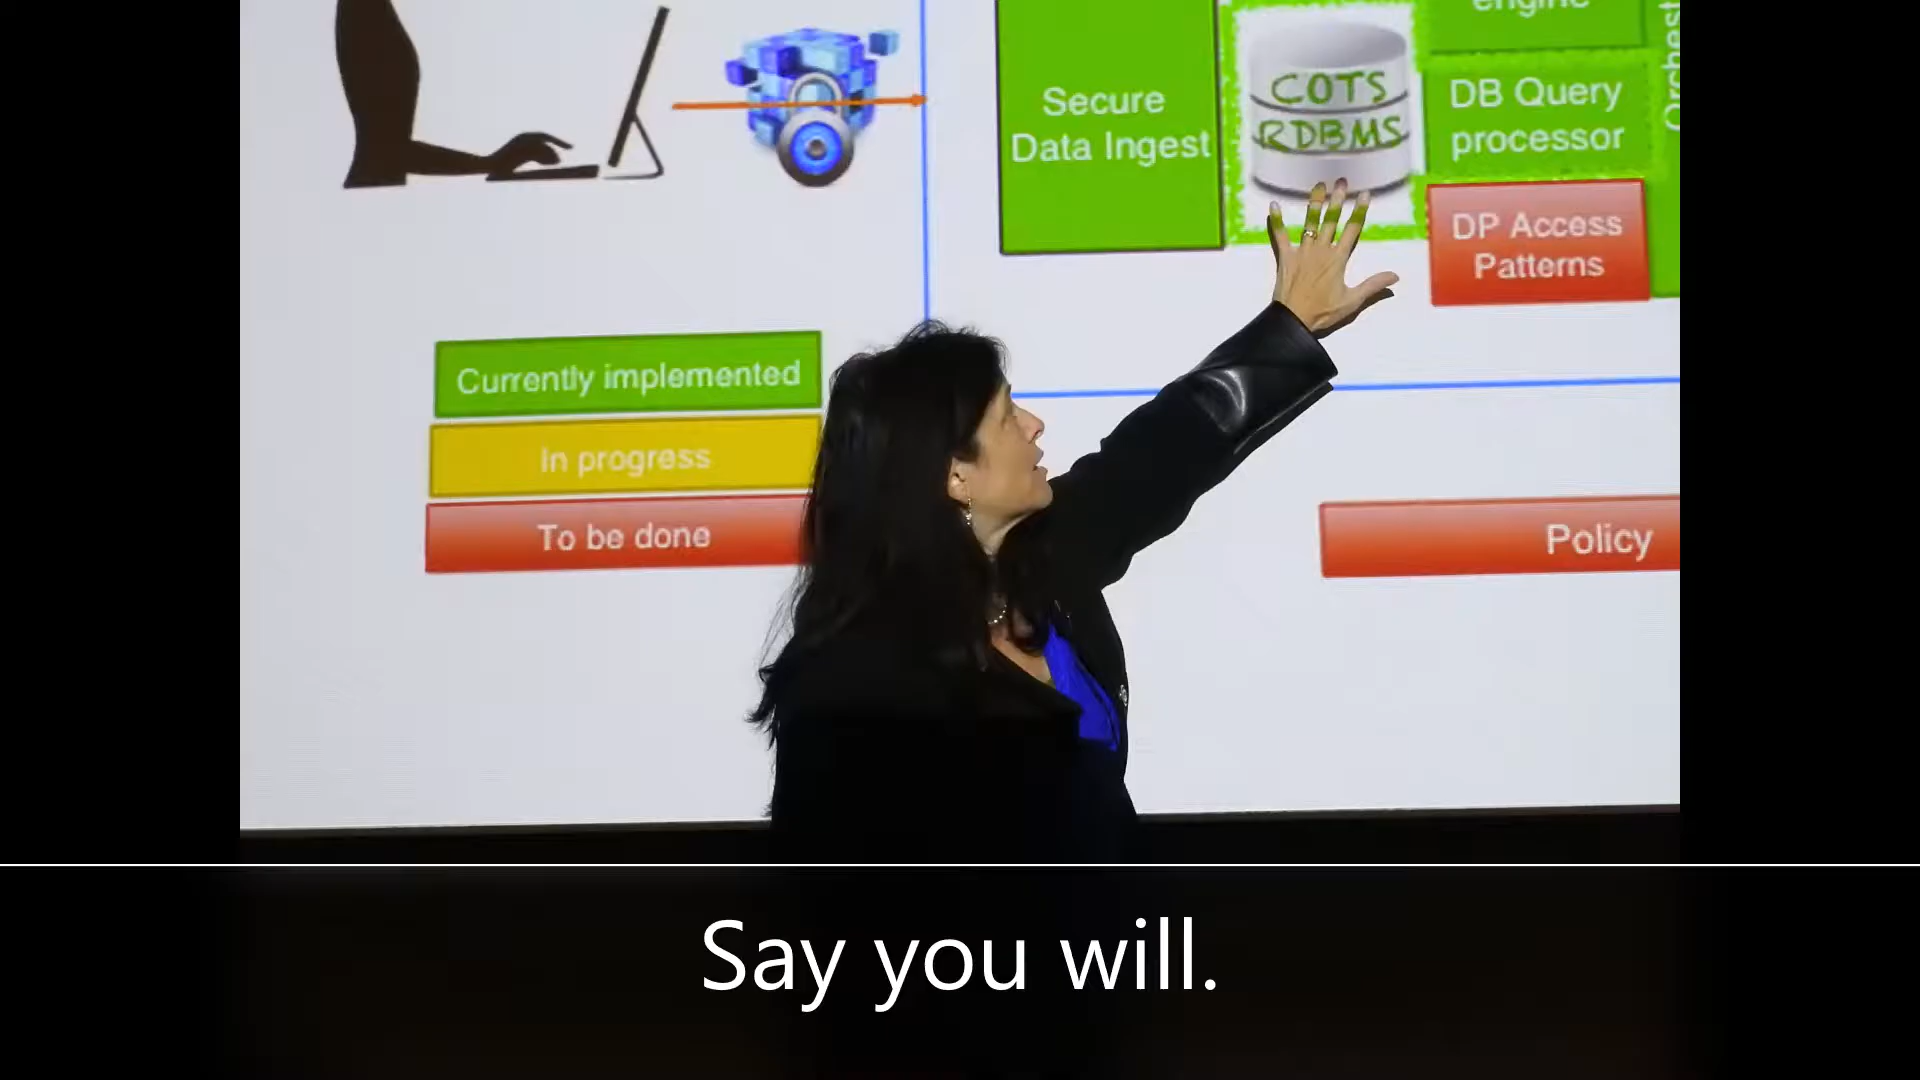 engine
Secure
Data Ingest
COTS
RDBMS
DB Query
processor
DP Access
Patterns
Currently implemented
In progress
To be done
Policy
Say you will.